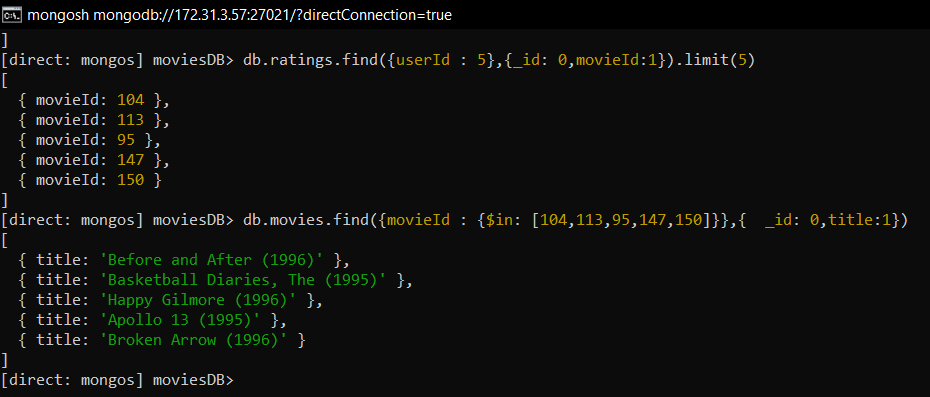 mongosh mongodb://172.31.3.57:27021/?directConnection=true
]
[direct: mongos] moviesDB> db.ratings.find({userId : 5},{_id: 0,movieId:1}).limit(5)
[
  { movieId: 104 },
  { movieId: 113 },
  { movieId: 95 },
  { movieId: 147 },
  { movieId: 150 }
]
[direct: mongos] moviesDB> db.movies.find({movieId : {$in: [104,113,95,147,150]}},{  _id: 0,title:1})
[
  { title: 'Before and After (1996)' },
  { title: 'Basketball Diaries, The (1995)' },
  { title: 'Happy Gilmore (1996)' },
  { title: 'Apollo 13 (1995)' },
  { title: 'Broken Arrow (1996)' }
]
[direct: mongos] moviesDB>